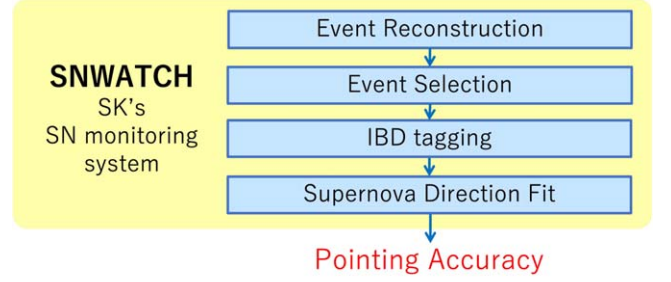 SNWATCH
SK's
SN monitoring
system
Event Reconstruction
Event Selection
IBD tagging
Supernova Direction Fit
Pointing Accuracy